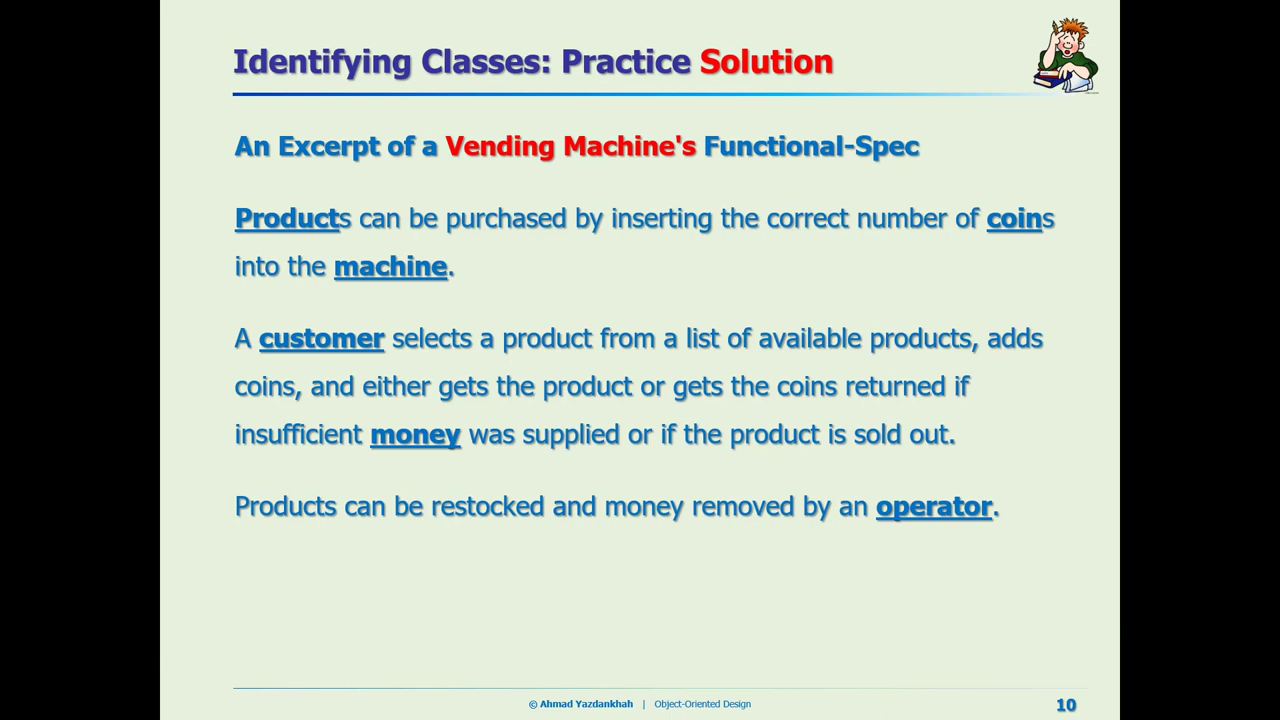 Identifying Classes: Practice Solution
An Excerpt of a Vending Machine's Functional-Spec
Products can be purchased by inserting the correct number of coins
into the machine.
A customer selects a product from a list of available products, adds
coins, and either gets the product or gets the coins returned if
insufficient money was supplied or if the product is sold out.
Products can be restocked and money removed by an operator.
© Ahmad Yazdankhah | Object-Oriented Design
10